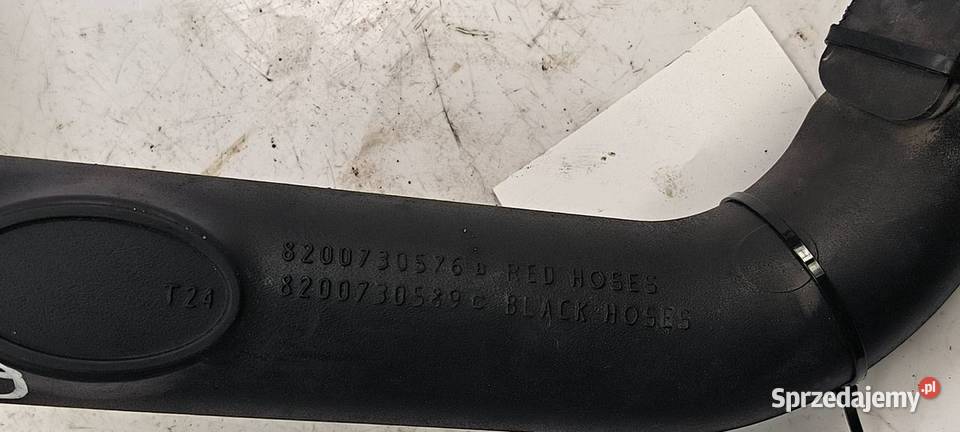 8200730576 D RED HOSES
8200730589 C BLACK HOSES
T24
Sprzedajemy.pl